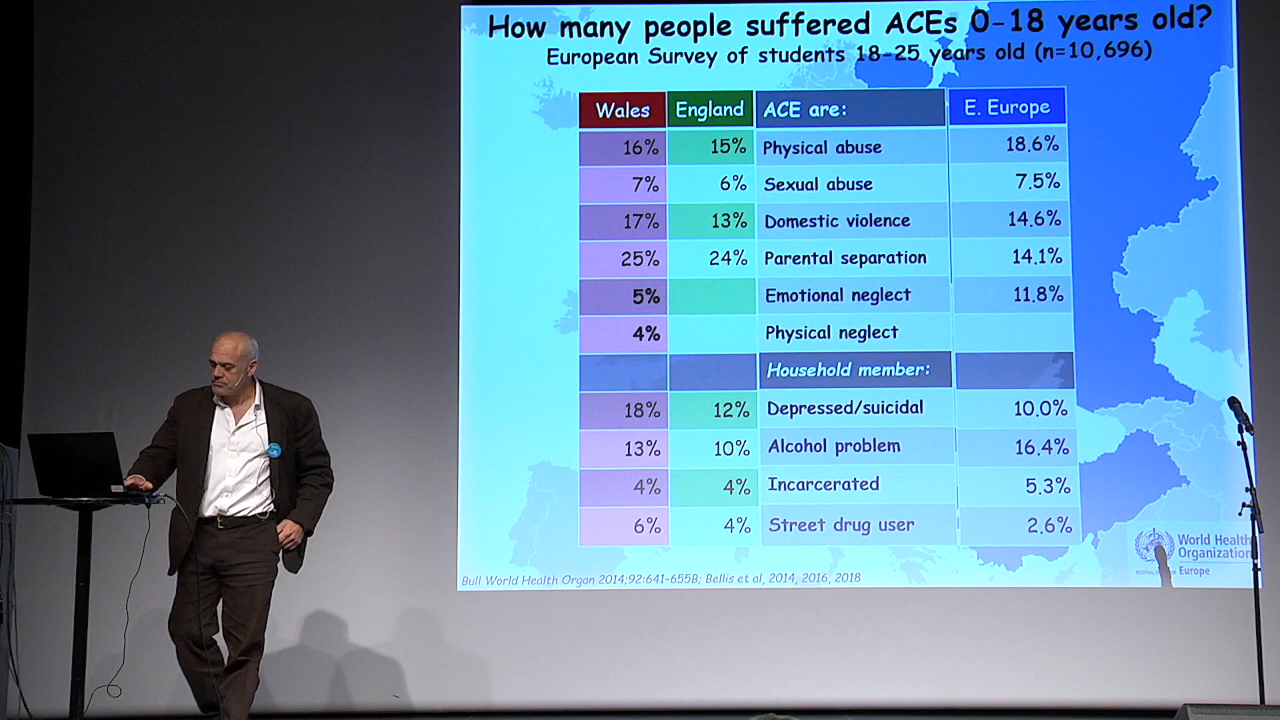 How many people suffered ACEs 0-18 years old?
European Survey of students 18-25 years old (n=10,696)
Wales England ACE are: E. Europe
16% 15% Physical abuse 18.6%
7% 6% Sexual abuse 7.5%
17% 13% Domestic violence 14.6%
25% 24% Parental separation 14.1%
5% Emotional neglect 11.8%
4% Physical neglect
Household member:
18% 12% Depressed/suicidal 10.0%
13% 10% Alcohol problem 16.4%
4% 4% Incarcerated 5.3%
6% 4% Street drug user 2.6%
World Health
Organization
Europe
Bull World Health Organ 2014;92:641-655B; Bellis et al, 2014, 2016, 2018